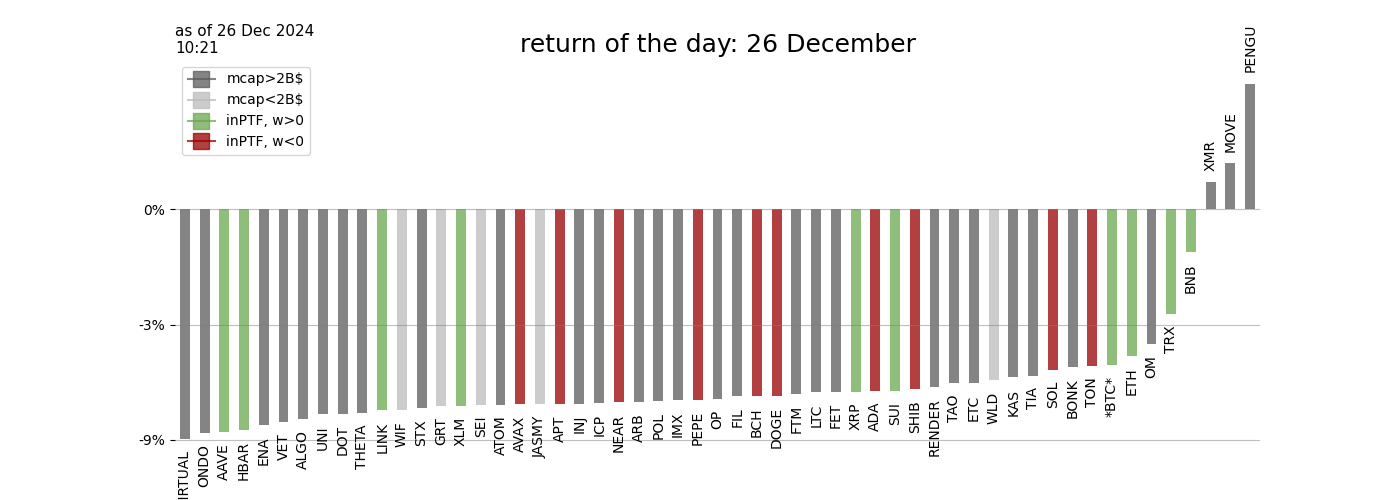 as of 26 Dec 2024
10:21
return of the day: 26 December
mcap>2B$
mcap<2B$
inPTF, w>0
inPTF, w<0
0%
-3%
-9%
IRTUAL
ONDO
AAVE
HBAR
ENA
VET
ALGO
UNI
DOT
THETA
LINK
WIF
STX
GRT
XLM
SEI
ATOM
AVAX
JASMY
APT
INJ
ICP
NEAR
ARB
POL
IMX
PEPE
OP
FIL
BCH
DOGE
FTM
LTC
FET
XRP
ADA
SUI
SHIB
RENDER
TAO
ETC
WLD
KAS
TIA
SOL
BONK
TON
*BTC*
ETH
OM
TRX
BNB
XMR
MOVE
PENGU